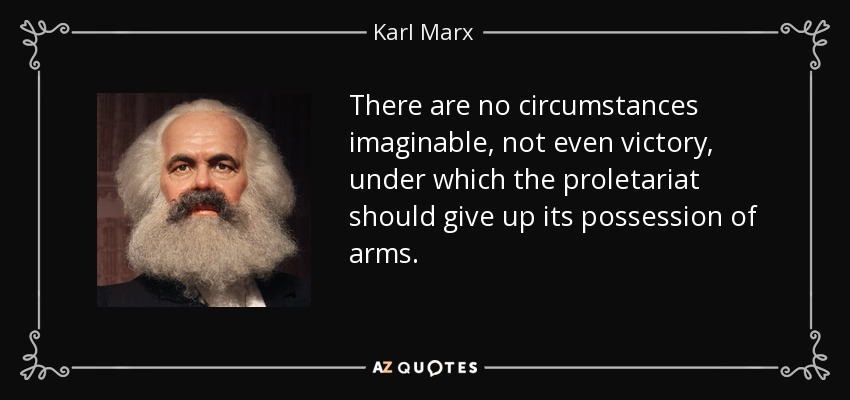 Karl Marx
There are no circumstances
imaginable, not even victory,
under which the proletariat
should give up its possession of
arms.
AZ QUOTES